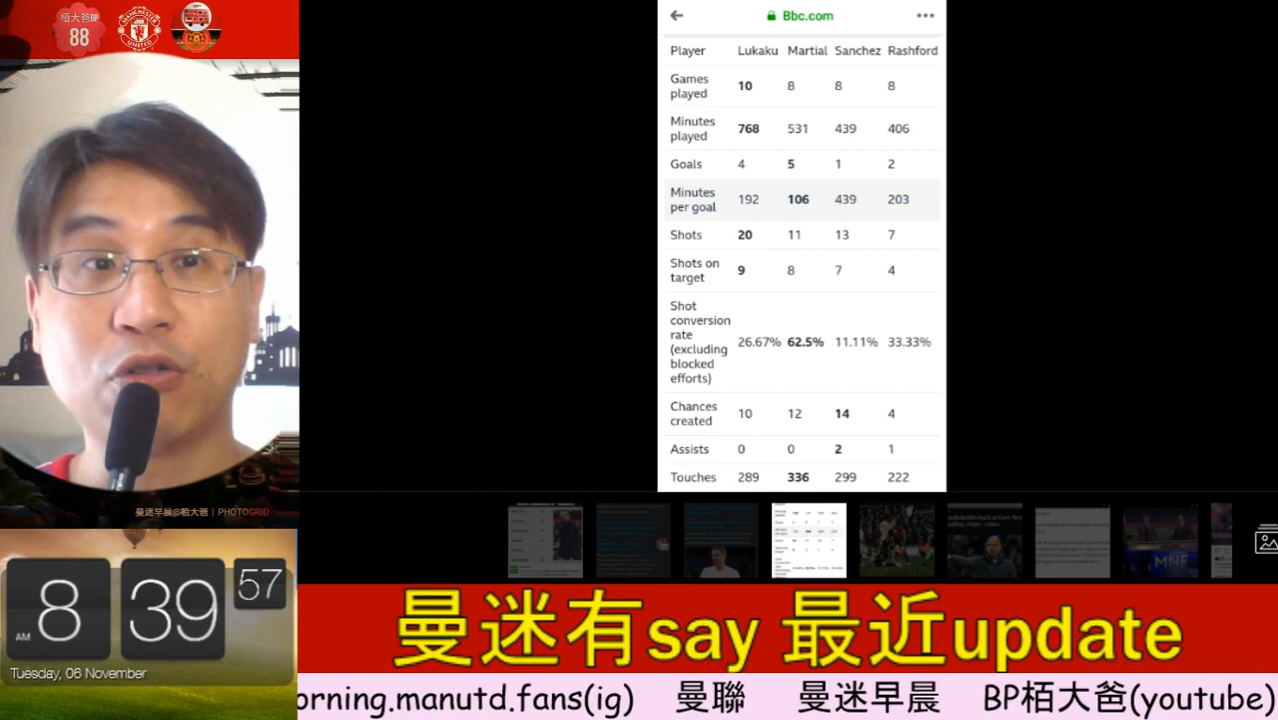 栢大爸BP
88
MANCHESTER
UNITED
Bbc.com
Player Lukaku Martial Sanchez Rashford
Games played 10 8 8 8
Minutes played 768 531 439 406
Goals 4 5 1 2
Minutes per goal 192 106 439 203
Shots 20 11 13 7
Shots on target 9 8 7 4
Shot conversion rate (excluding blocked efforts) 26.67% 62.5% 11.11% 33.33%
Chances created 10 12 14 4
Assists 0 0 2 1
Touches 289 336 299 222
曼迷早晨@栢大爸 | PHOTOGRID
AM 8 39 57
Tuesday, 06 November
MNF
曼迷有say 最近update
orning.manutd.fans(ig) 曼聯 曼迷早晨 BP栢大爸(youtube)